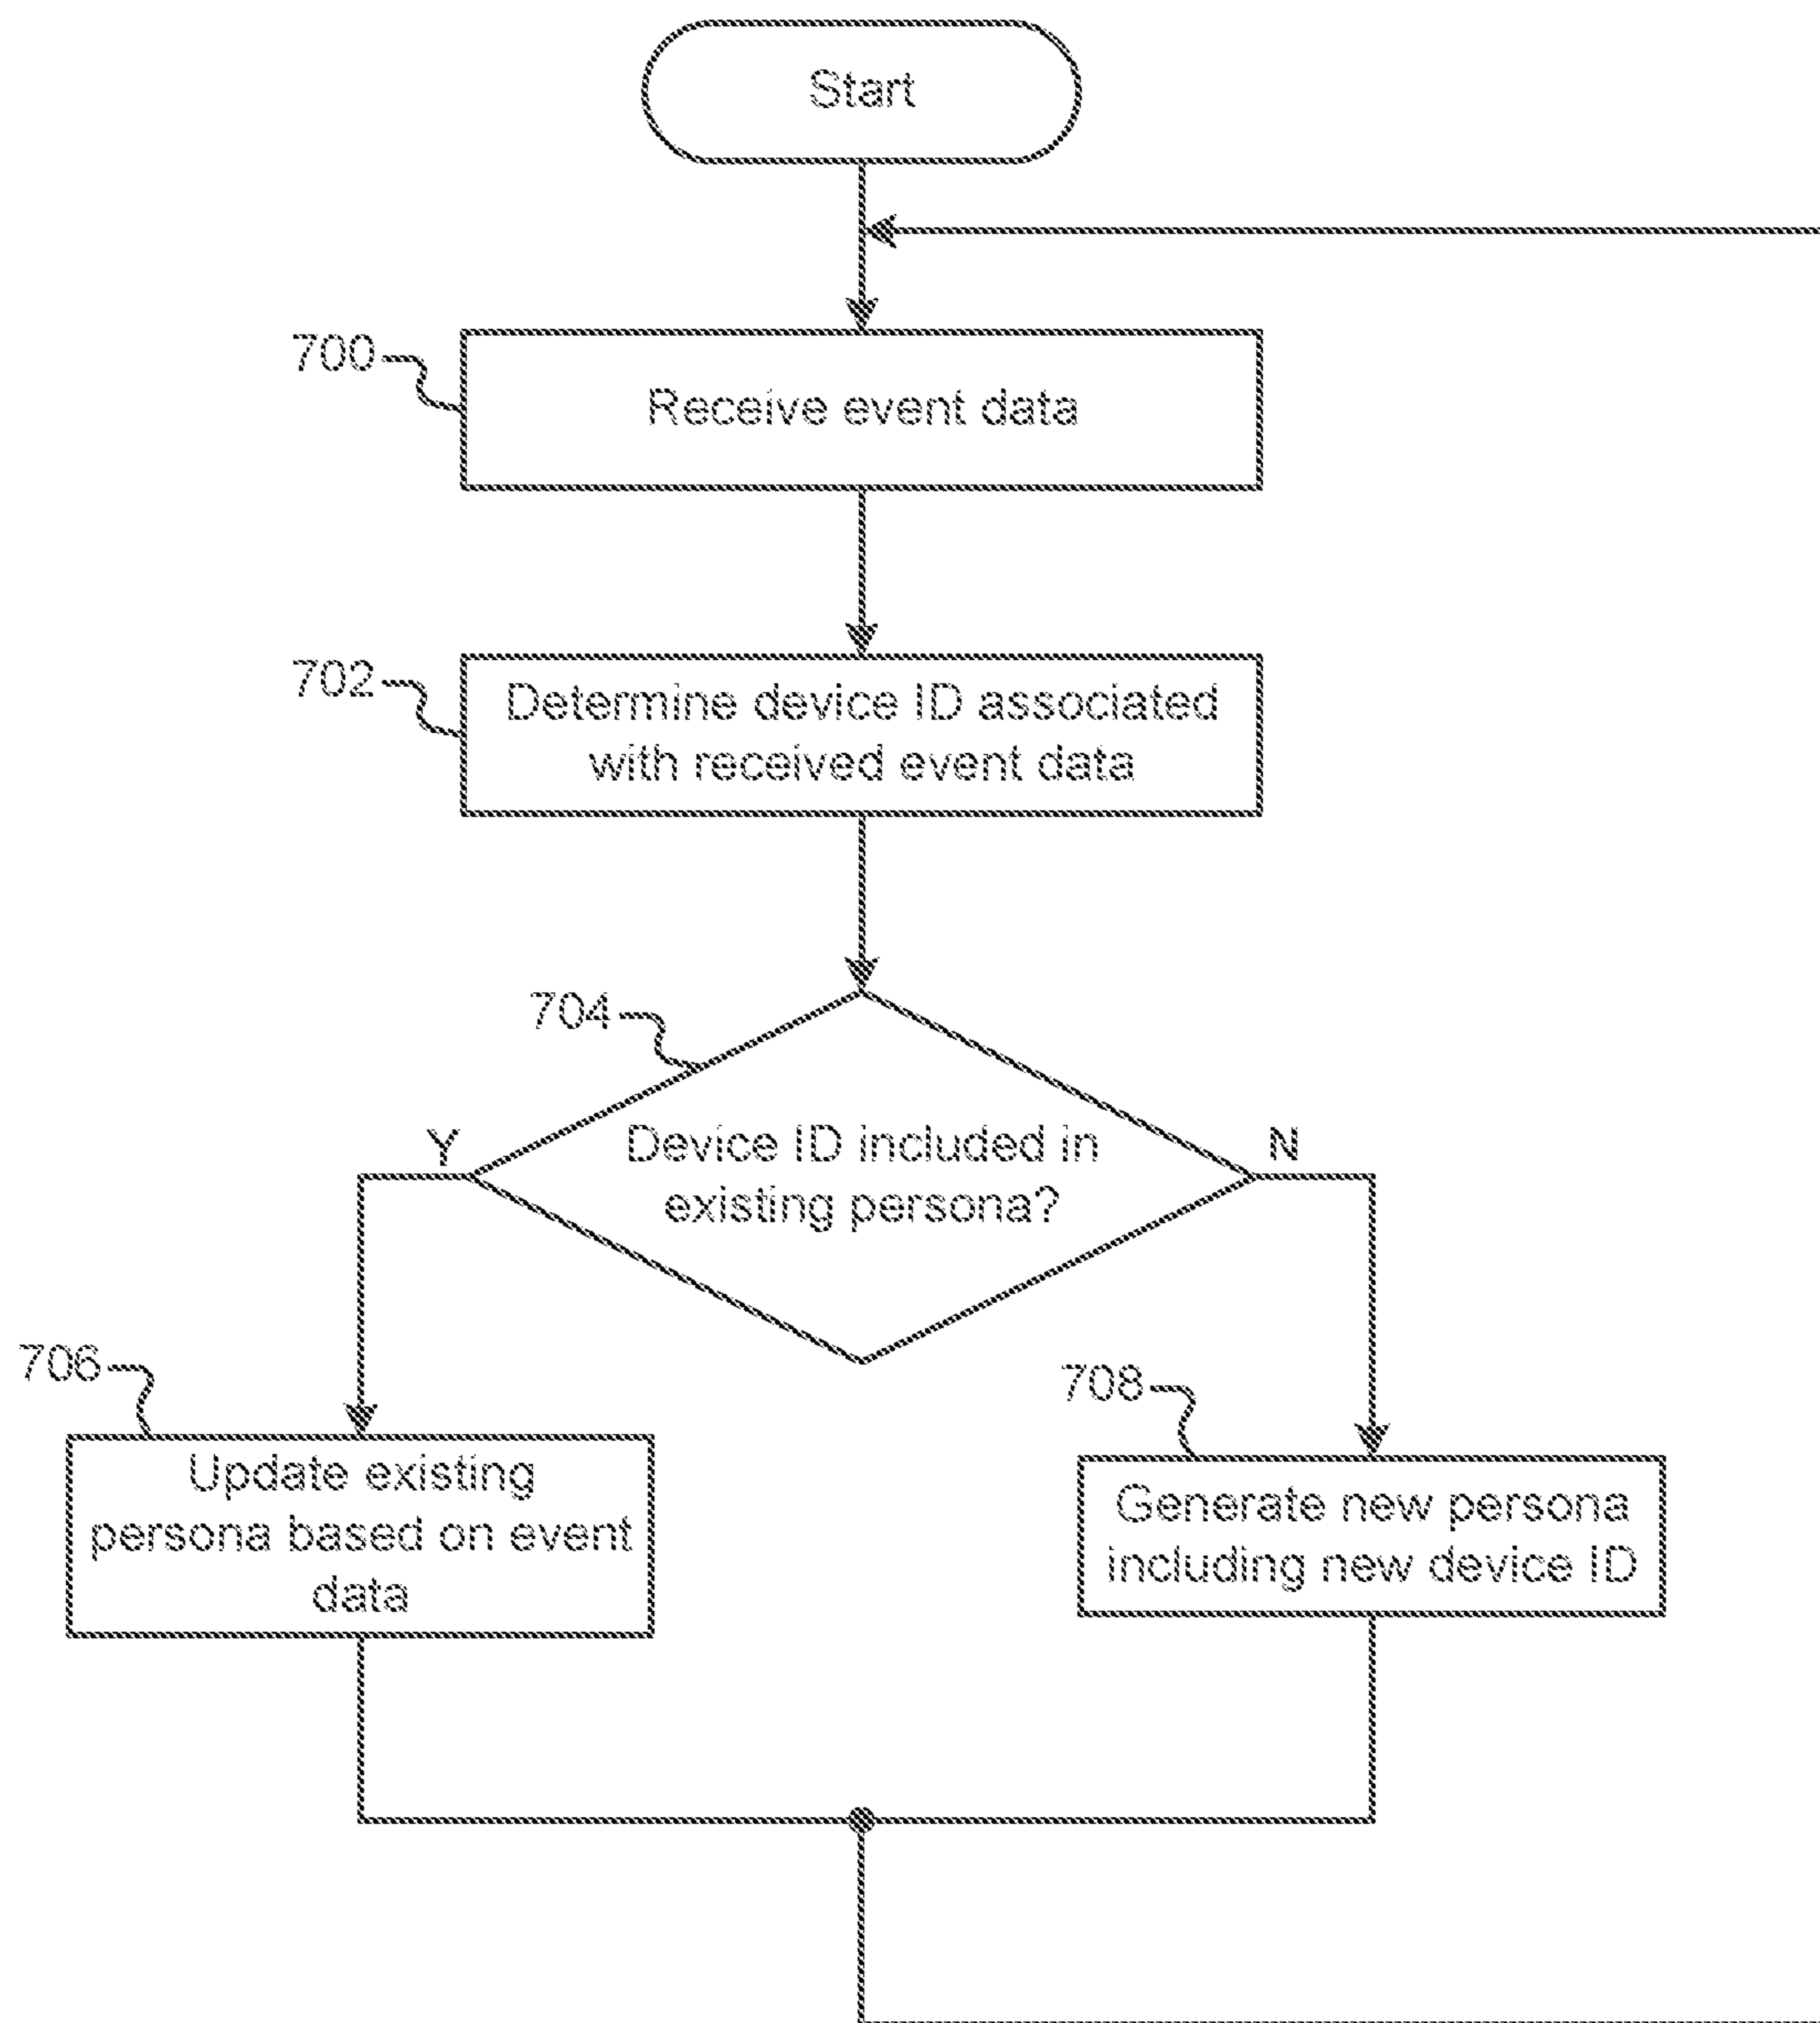 Start
700
Receive event data
702
Determine device ID associated
with received event data
704
Y
Device ID included in
existing persona?
N
706
Update existing
persona based on event
data
708
Generate new persona
including new device ID